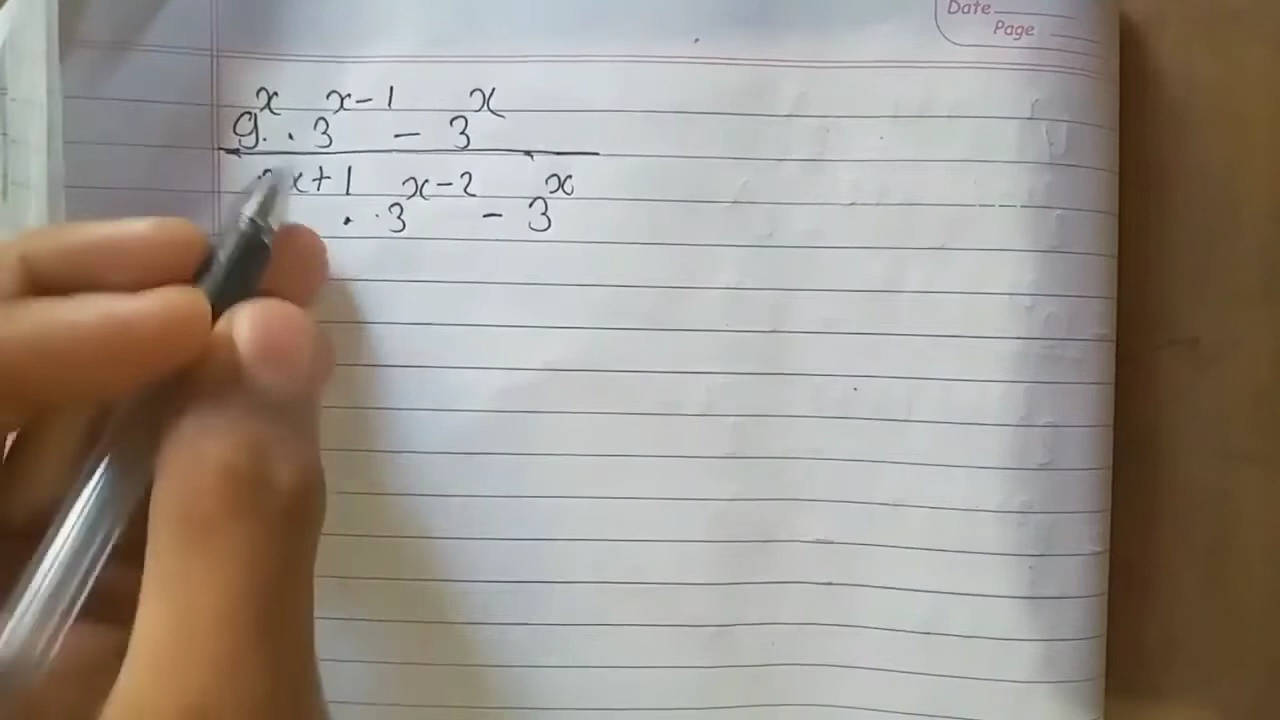 Date
Page
9^x . 3^(x-1) - 3^x
x+1 . 3^(x-2) - 3^x